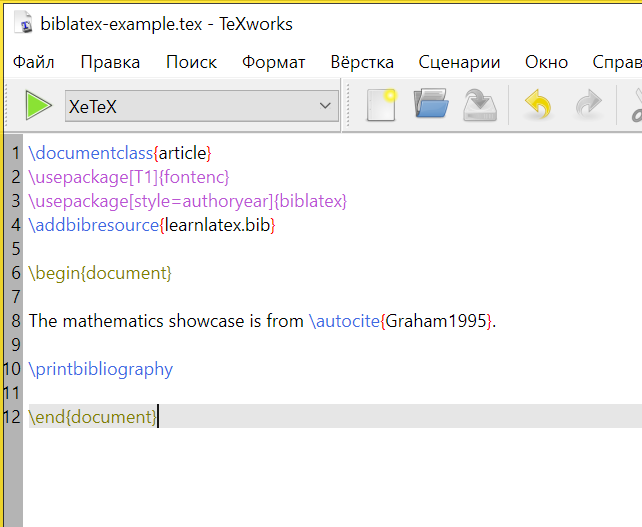 biblatex-example.tex - TeXworks
Файл Правка Поиск Формат Вёрстка Сценарии Окно Справ
XeTeX
1 \documentclass{article}
2 \usepackage[T1]{fontenc}
3 \usepackage[style=authoryear]{biblatex}
4 \addbibresource{learnlatex.bib}
5
6 \begin{document}
7
8 The mathematics showcase is from \autocite{Graham1995}.
9
10 \printbibliography
11
12 \end{document}